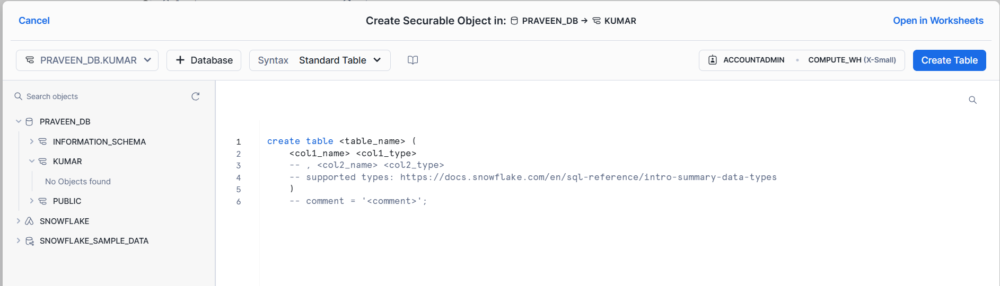 Cancel
Create Securable Object in: PRAVEEN_DB → KUMAR
Open in Worksheets
PRAVEEN_DB.KUMAR
+ Database
Syntax Standard Table
ACCOUNTADMIN • COMPUTE_WH (X-Small)
Create Table
Search objects
PRAVEEN_DB
INFORMATION_SCHEMA
KUMAR
No Objects found
PUBLIC
SNOWFLAKE
SNOWFLAKE_SAMPLE_DATA
1 create table <table_name> (
2 <col1_name> <col1_type>
3 -- , <col2_name> <col2_type>
4 -- supported types: https://docs.snowflake.com/en/sql-reference/intro-summary-data-types
5 )
6 -- comment = '<comment>';